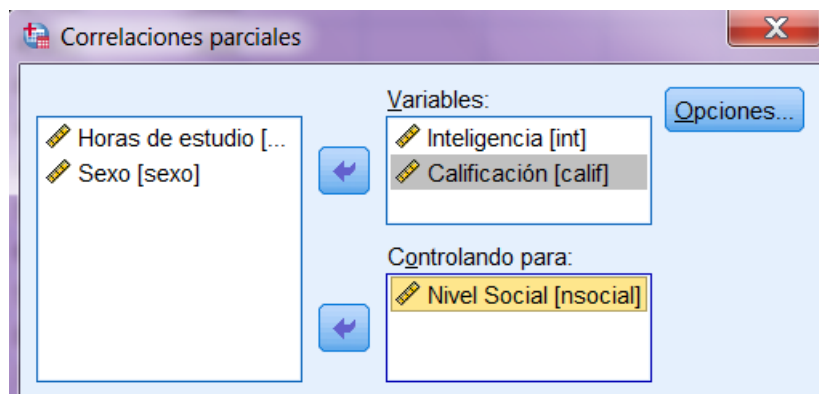 Correlaciones parciales
X
Variables:
Opciones...
Horas de estudio [...
Sexo [sexo]
Inteligencia [int]
Calificación [calif]
Controlando para:
Nivel Social [nsocial]